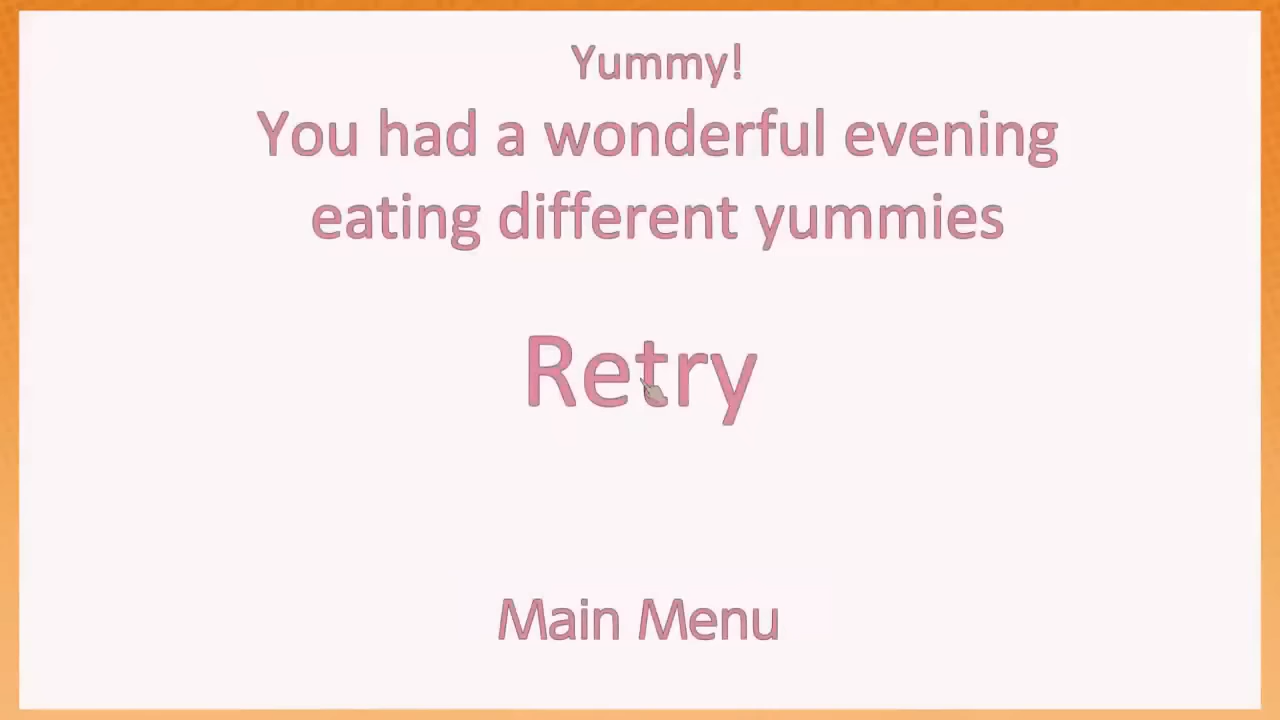 Yummy!
You had a wonderful evening
eating different yummies
Retry
Main Menu